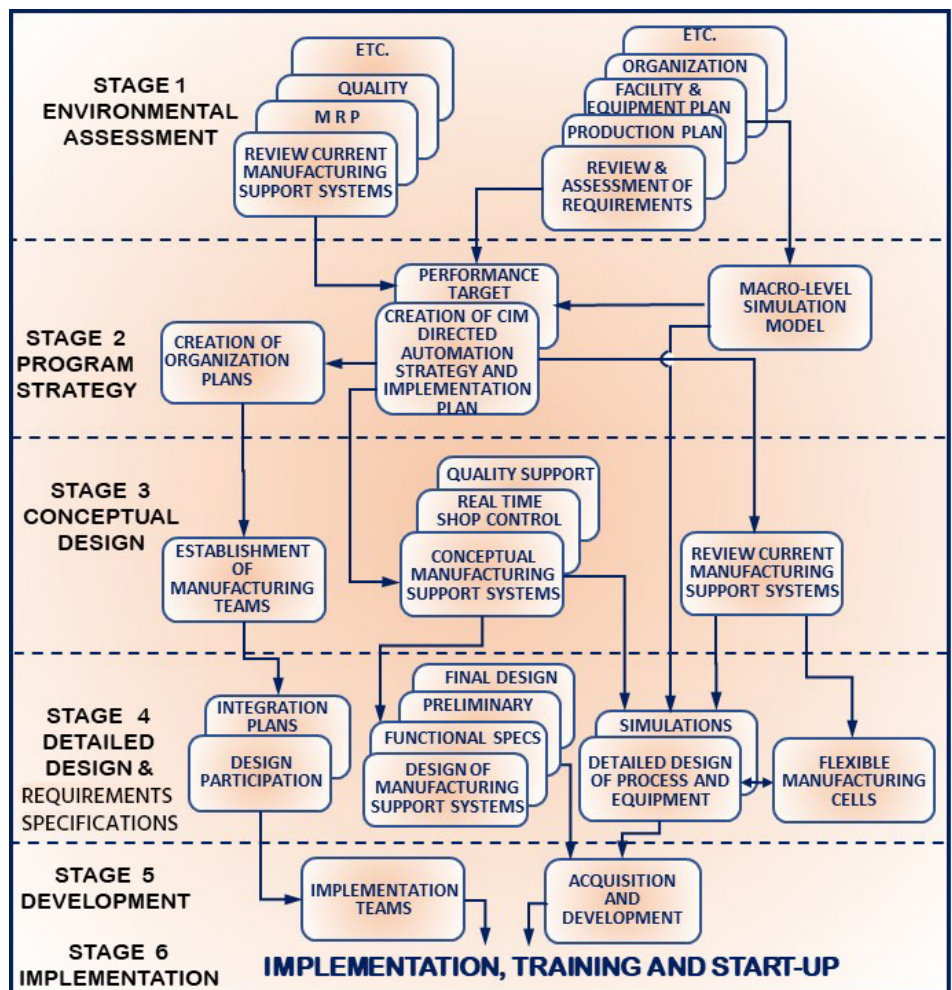 STAGE 1
ENVIRONMENTAL
ASSESSMENT
ETC.
QUALITY
M R P
REVIEW CURRENT
MANUFACTURING
SUPPORT SYSTEMS
ETC.
ORGANIZATION
FACILITY &
EQUIPMENT PLAN
PRODUCTION PLAN
REVIEW &
ASSESSMENT OF
REQUIREMENTS
STAGE 2
PROGRAM
STRATEGY
CREATION OF
ORGANIZATION
PLANS
PERFORMANCE
TARGET
CREATION OF CIM
DIRECTED
AUTOMATION
STRATEGY AND
IMPLEMENTATION
PLAN
MACRO-LEVEL
SIMULATION
MODEL
STAGE 3
CONCEPTUAL
DESIGN
ESTABLISHMENT
OF
MANUFACTURING
TEAMS
QUALITY SUPPORT
REAL TIME
SHOP CONTROL
CONCEPTUAL
MANUFACTURING
SUPPORT SYSTEMS
REVIEW CURRENT
MANUFACTURING
SUPPORT SYSTEMS
STAGE 4
DETAILED
DESIGN &
REQUIREMENTS
SPECIFICATIONS
INTEGRATION
PLANS
DESIGN
PARTICIPATION
FINAL DESIGN
PRELIMINARY
FUNCTIONAL SPECS
DESIGN OF
MANUFACTURING
SUPPORT SYSTEMS
SIMULATIONS
DETAILED DESIGN
OF PROCESS AND
EQUIPMENT
FLEXIBLE
MANUFACTURING
CELLS
STAGE 5
DEVELOPMENT
IMPLEMENTATION
TEAMS
ACQUISITION
AND
DEVELOPMENT
STAGE 6
IMPLEMENTATION
IMPLEMENTATION, TRAINING AND START-UP